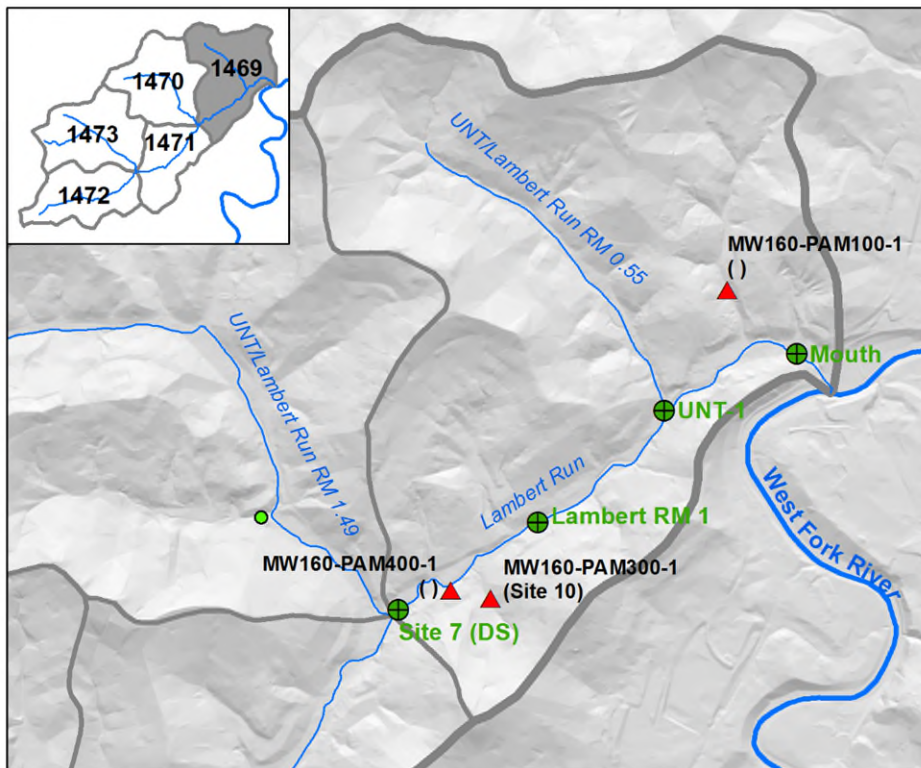 1469
1470
1473
1471
1472
UNT/Lambert Run RM 0.55
MW160-PAM100-1
( )
UNT/Lambert Run RM 1.49
Mouth
UNT-1
Lambert Run
Lambert RM 1
West Fork River
MW160-PAM400-1
( )
MW160-PAM300-1
(Site 10)
Site 7 (DS)